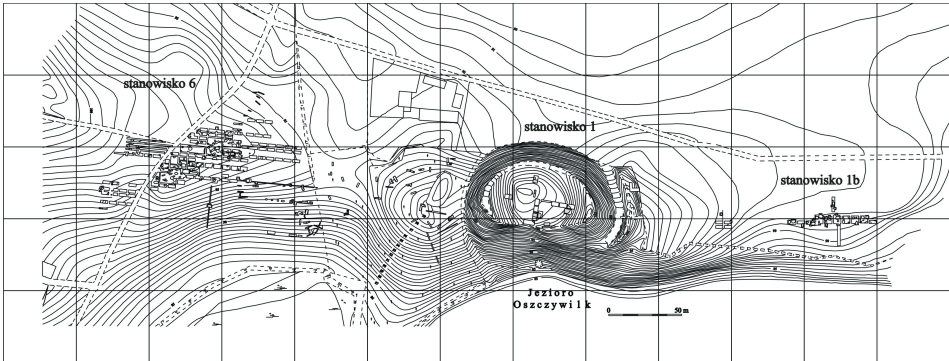 stanowisko 6
stanowisko 1
stanowisko 1b
Jezioro
Oszczywilk
0 50 m